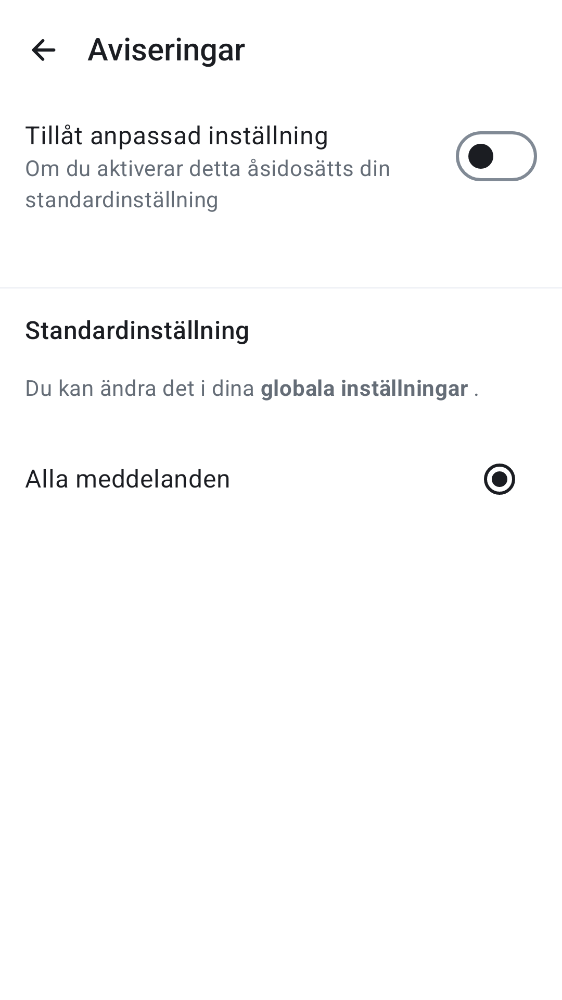 Aviseringar
Tillåt anpassad inställning
Om du aktiverar detta åsidosätts din
standardinställning
Standardinställning
Du kan ändra det i dina globala inställningar .
Alla meddelanden